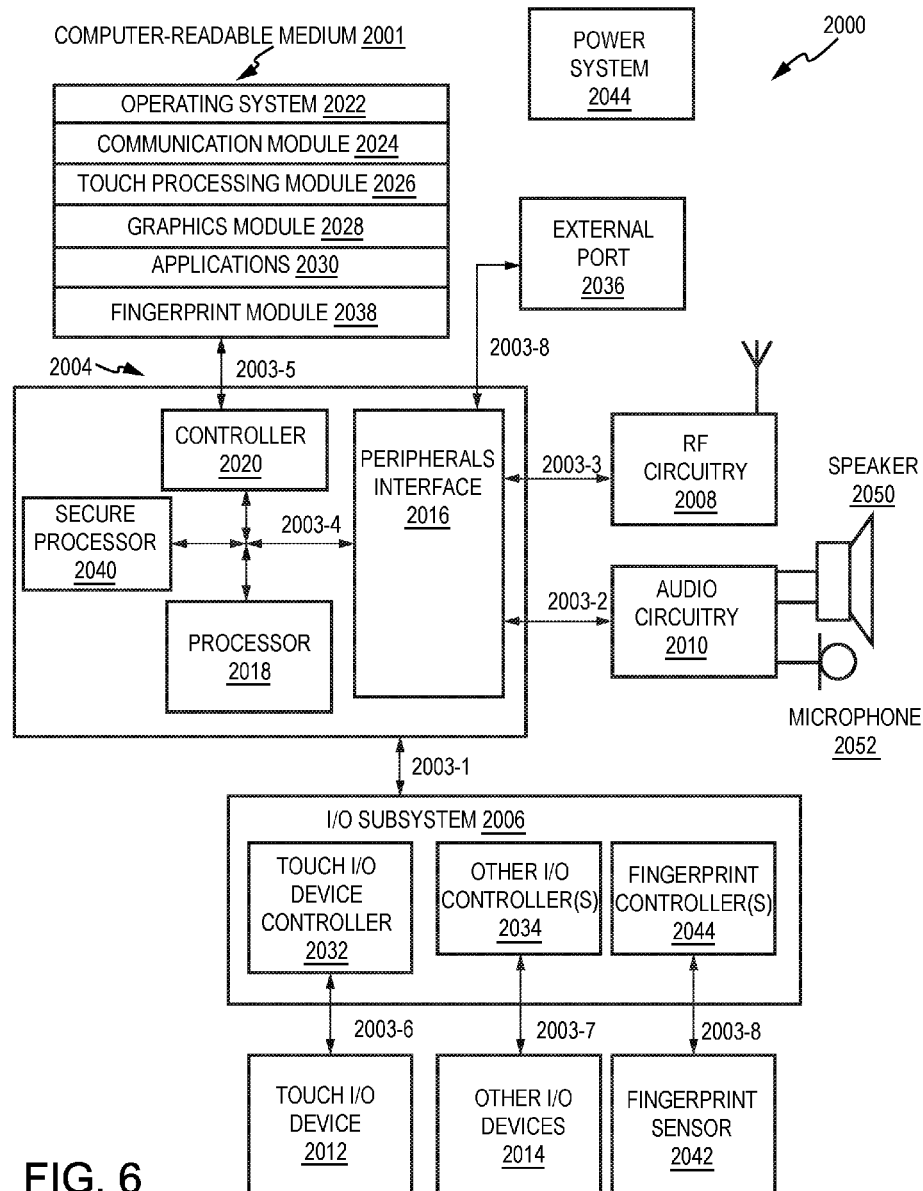 COMPUTER-READABLE MEDIUM 2001
OPERATING SYSTEM 2022
COMMUNICATION MODULE 2024
TOUCH PROCESSING MODULE 2026
GRAPHICS MODULE 2028
APPLICATIONS 2030
FINGERPRINT MODULE 2038
POWER
SYSTEM
2044
2000
EXTERNAL
PORT
2036
2004
2003-5
2003-8
CONTROLLER
2020
SECURE
PROCESSOR
2040
2003-4
PROCESSOR
2018
PERIPHERALS
INTERFACE
2016
2003-3
RF
CIRCUITRY
2008
SPEAKER
2050
2003-2
AUDIO
CIRCUITRY
2010
MICROPHONE
2052
2003-1
I/O SUBSYSTEM 2006
TOUCH I/O
DEVICE
CONTROLLER
2032
OTHER I/O
CONTROLLER(S)
2034
FINGERPRINT
CONTROLLER(S)
2044
2003-6
2003-7
2003-8
TOUCH I/O
DEVICE
2012
OTHER I/O
DEVICES
2014
FINGERPRINT
SENSOR
2042
FIG. 6